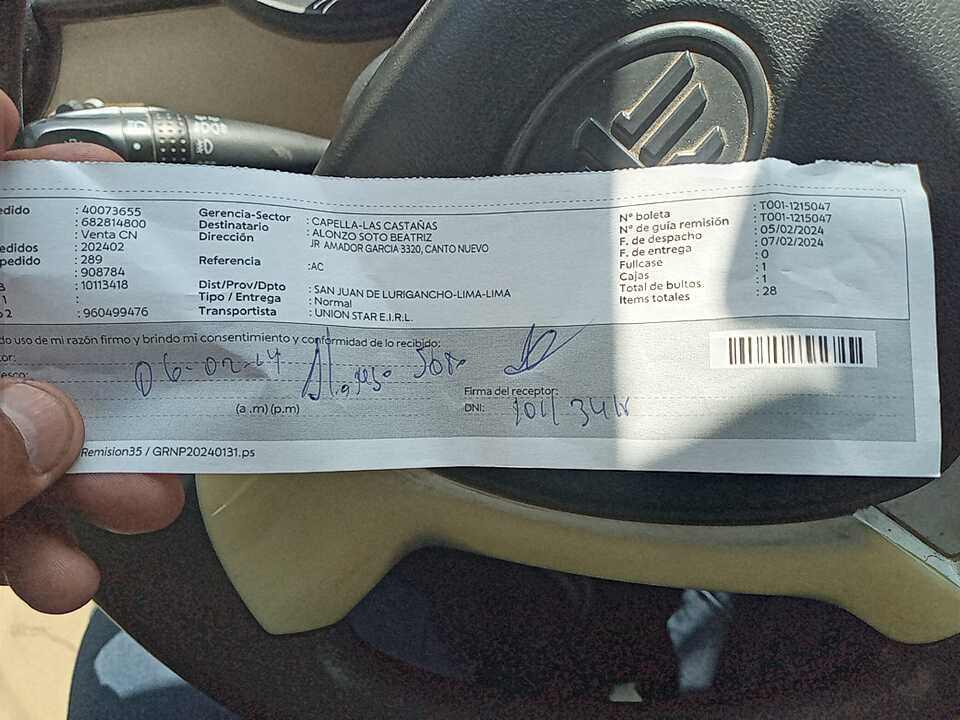 edido : 40073655
: 682814800
: Venta CN
edidos : 202402
pedido : 289
: 908784
: 10113418
1 :
2 : 960499476
Gerencia-Sector : CAPELLA-LAS CASTAÑAS
Destinatario : ALONZO SOTO BEATRIZ
Dirección JR AMADOR GARCIA 3320, CANTO NUEVO
Referencia :AC
Dist/Prov/Dpto : SAN JUAN DE LURIGANCHO-LIMA-LIMA
Tipo / Entrega : Normal
Transportista : UNION STAR E.I.R.L.
N° boleta : T001-1215047
N° de guía remisión : T001-1215047
F. de despacho : 05/02/2024
F. de entrega : 07/02/2024
Fullcase : 0
Cajas : 1
Total de bultos : 1
Items totales : 28
do uso de mi razón firmo y brindo mi consentimiento y conformidad de lo recibido:
tor:
06-02-24 Soto
Firma del receptor:
(a .m) (p.m) DNI:
Remision35 / GRNP20240131.ps